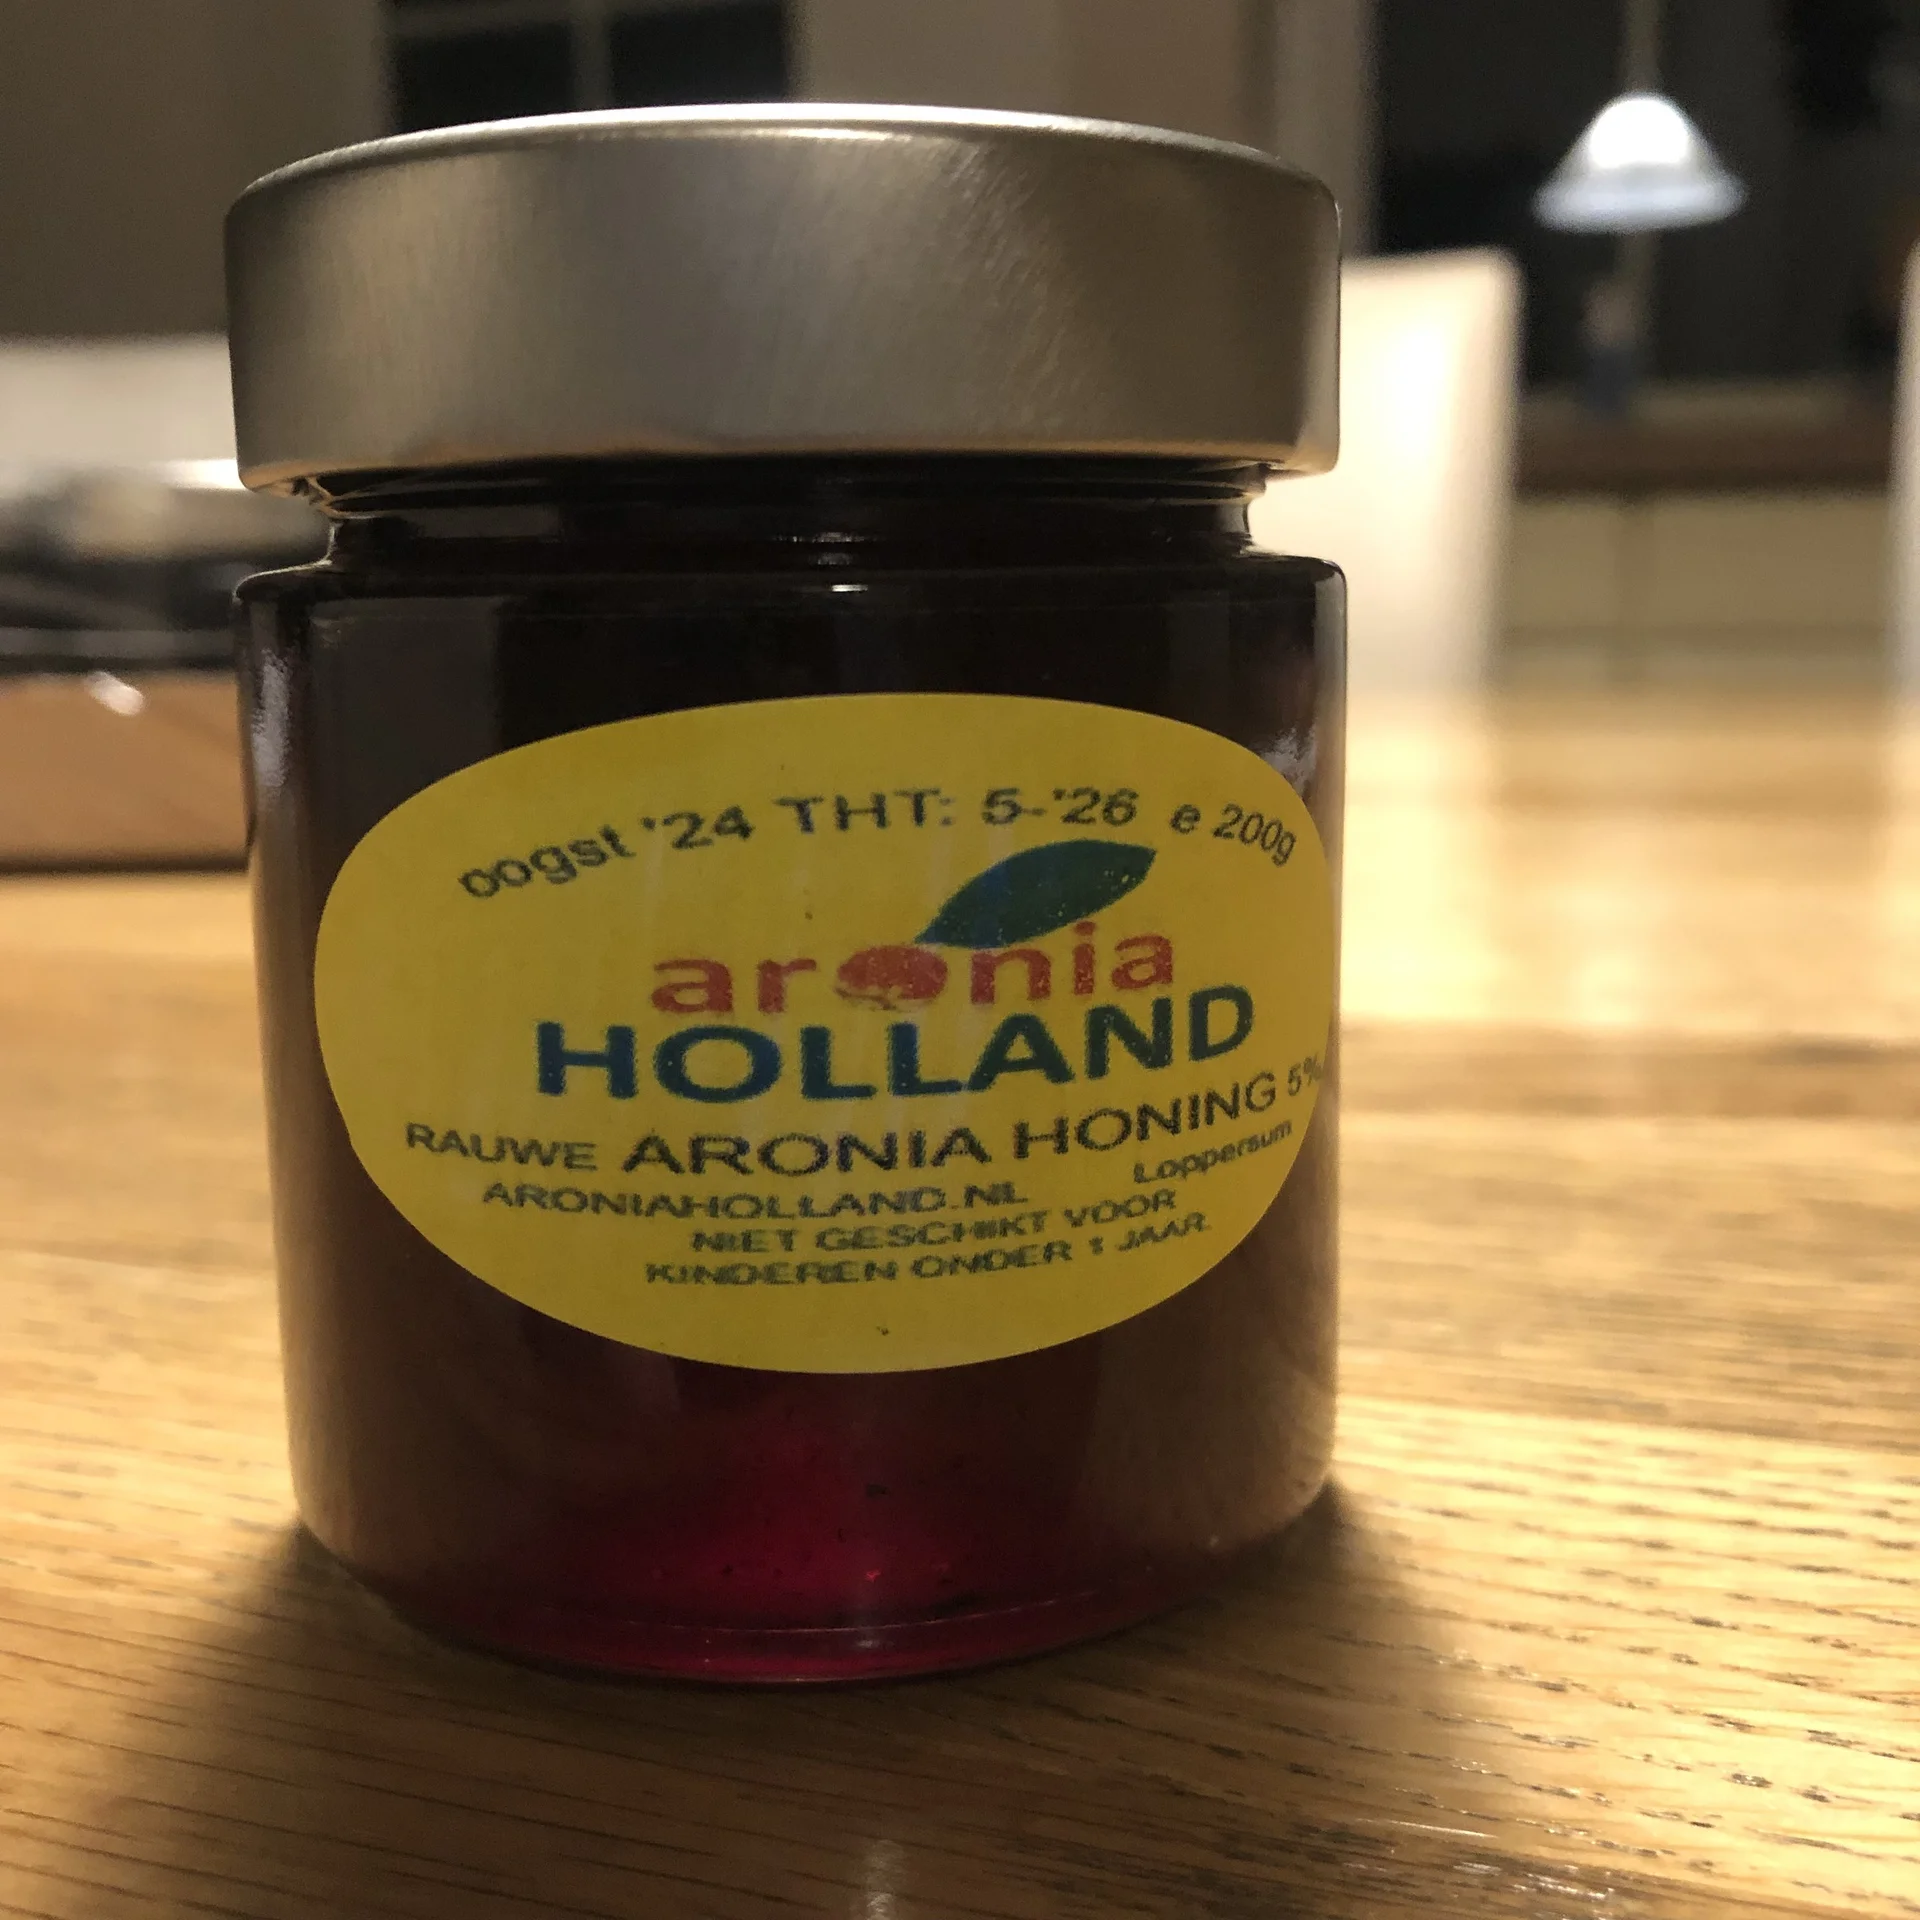 oogst '24 THT: 5-'26 e 200g
aronia
HOLLAND
RAUWE ARONIA HONING 5%
Loppersum
ARONIAHOLLAND.NL
NIET GESCHIKT VOOR
KINDEREN ONDER 1 JAAR